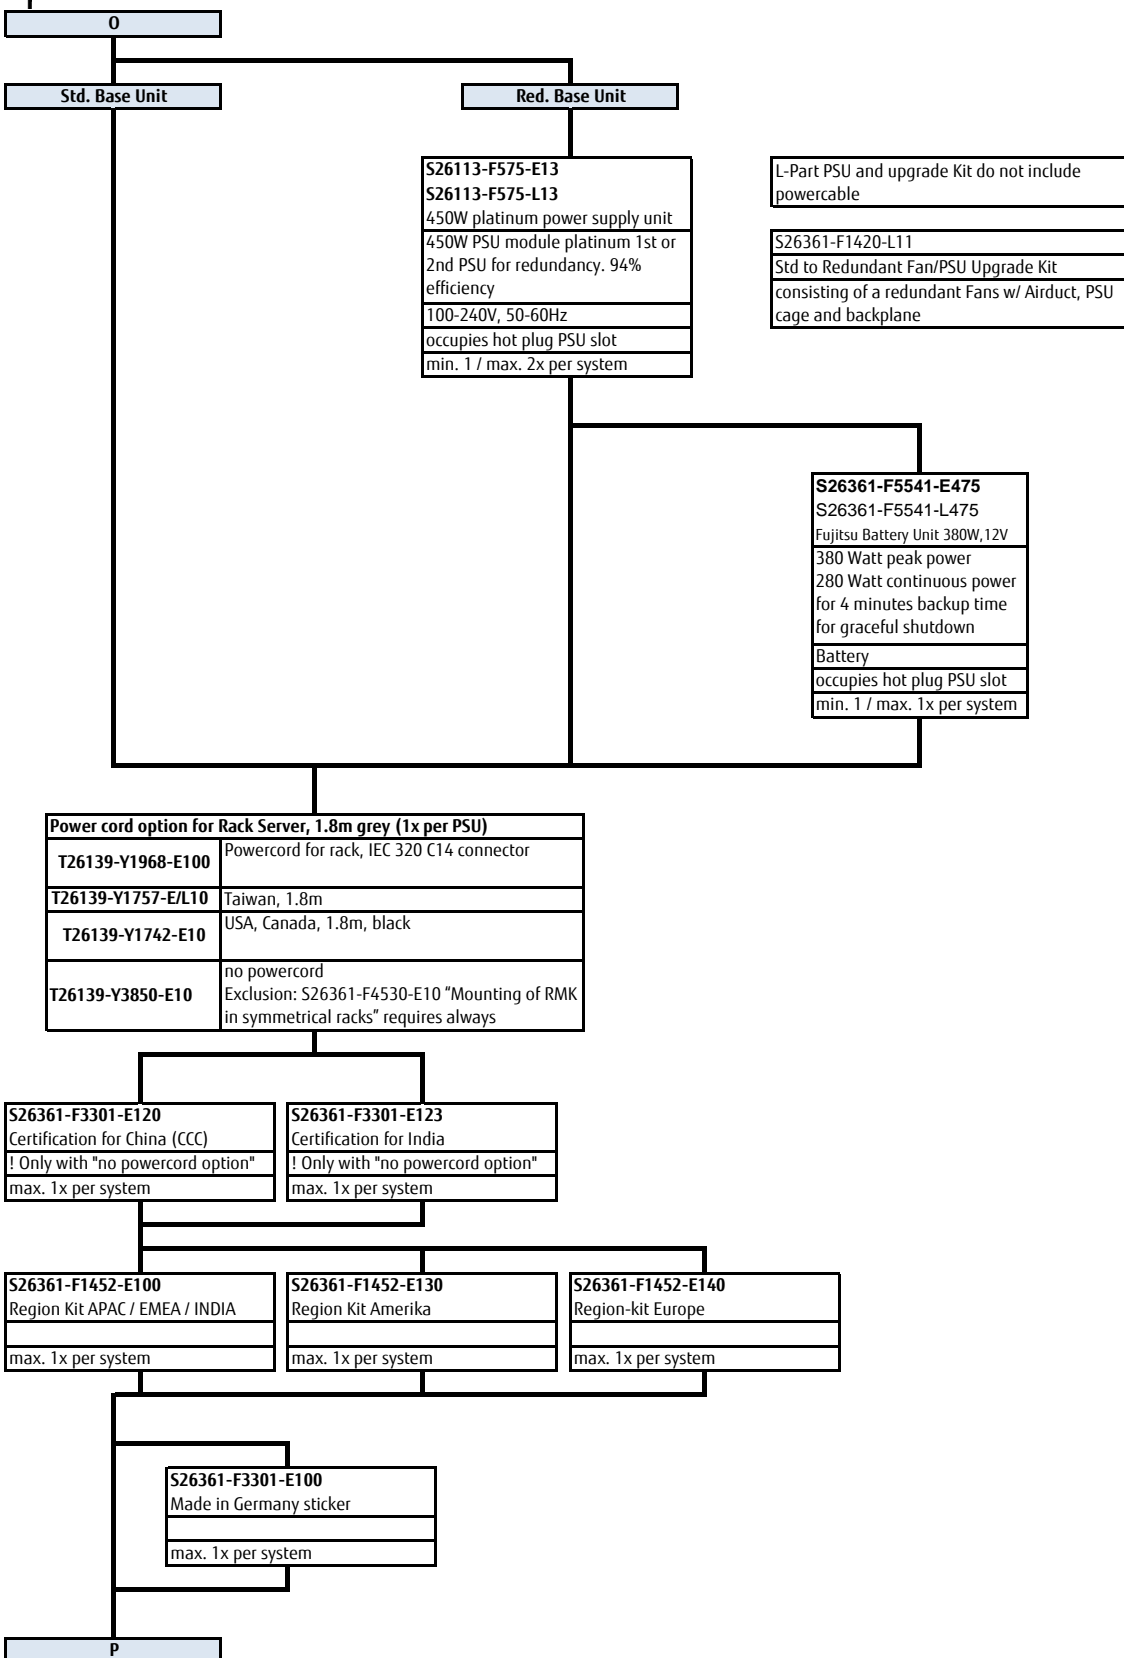 O
Std. Base Unit
Red. Base Unit
S26113-F575-E13
S26113-F575-L13
450W platinum power supply unit
450W PSU module platinum 1st or
2nd PSU for redundancy. 94%
efficiency
100-240V, 50-60Hz
occupies hot plug PSU slot
min. 1 / max. 2x per system
L-Part PSU and upgrade Kit do not include
powercable
S26361-F1420-L11
Std to Redundant Fan/PSU Upgrade Kit
consisting of a redundant Fans w/ Airduct, PSU
cage and backplane
S26361-F5541-E475
S26361-F5541-L475
Fujitsu Battery Unit 380W,12V
380 Watt peak power
280 Watt continuous power
for 4 minutes backup time
for graceful shutdown
Battery
occupies hot plug PSU slot
min. 1 / max. 1x per system
Power cord option for Rack Server, 1.8m grey (1x per PSU)
T26139-Y1968-E100
Powercord for rack, IEC 320 C14 connector
T26139-Y1757-E/L10
Taiwan, 1.8m
T26139-Y1742-E10
USA, Canada, 1.8m, black
T26139-Y3850-E10
no powercord
Exclusion: S26361-F4530-E10 "Mounting of RMK
in symmetrical racks" requires always
S26361-F3301-E120
Certification for China (CCC)
! Only with "no powercord option"
max. 1x per system
S26361-F3301-E123
Certification for India
! Only with "no powercord option"
max. 1x per system
S26361-F1452-E100
Region Kit APAC / EMEA / INDIA
max. 1x per system
S26361-F1452-E130
Region Kit Amerika
max. 1x per system
S26361-F1452-E140
Region-kit Europe
max. 1x per system
S26361-F3301-E100
Made in Germany sticker
max. 1x per system
P